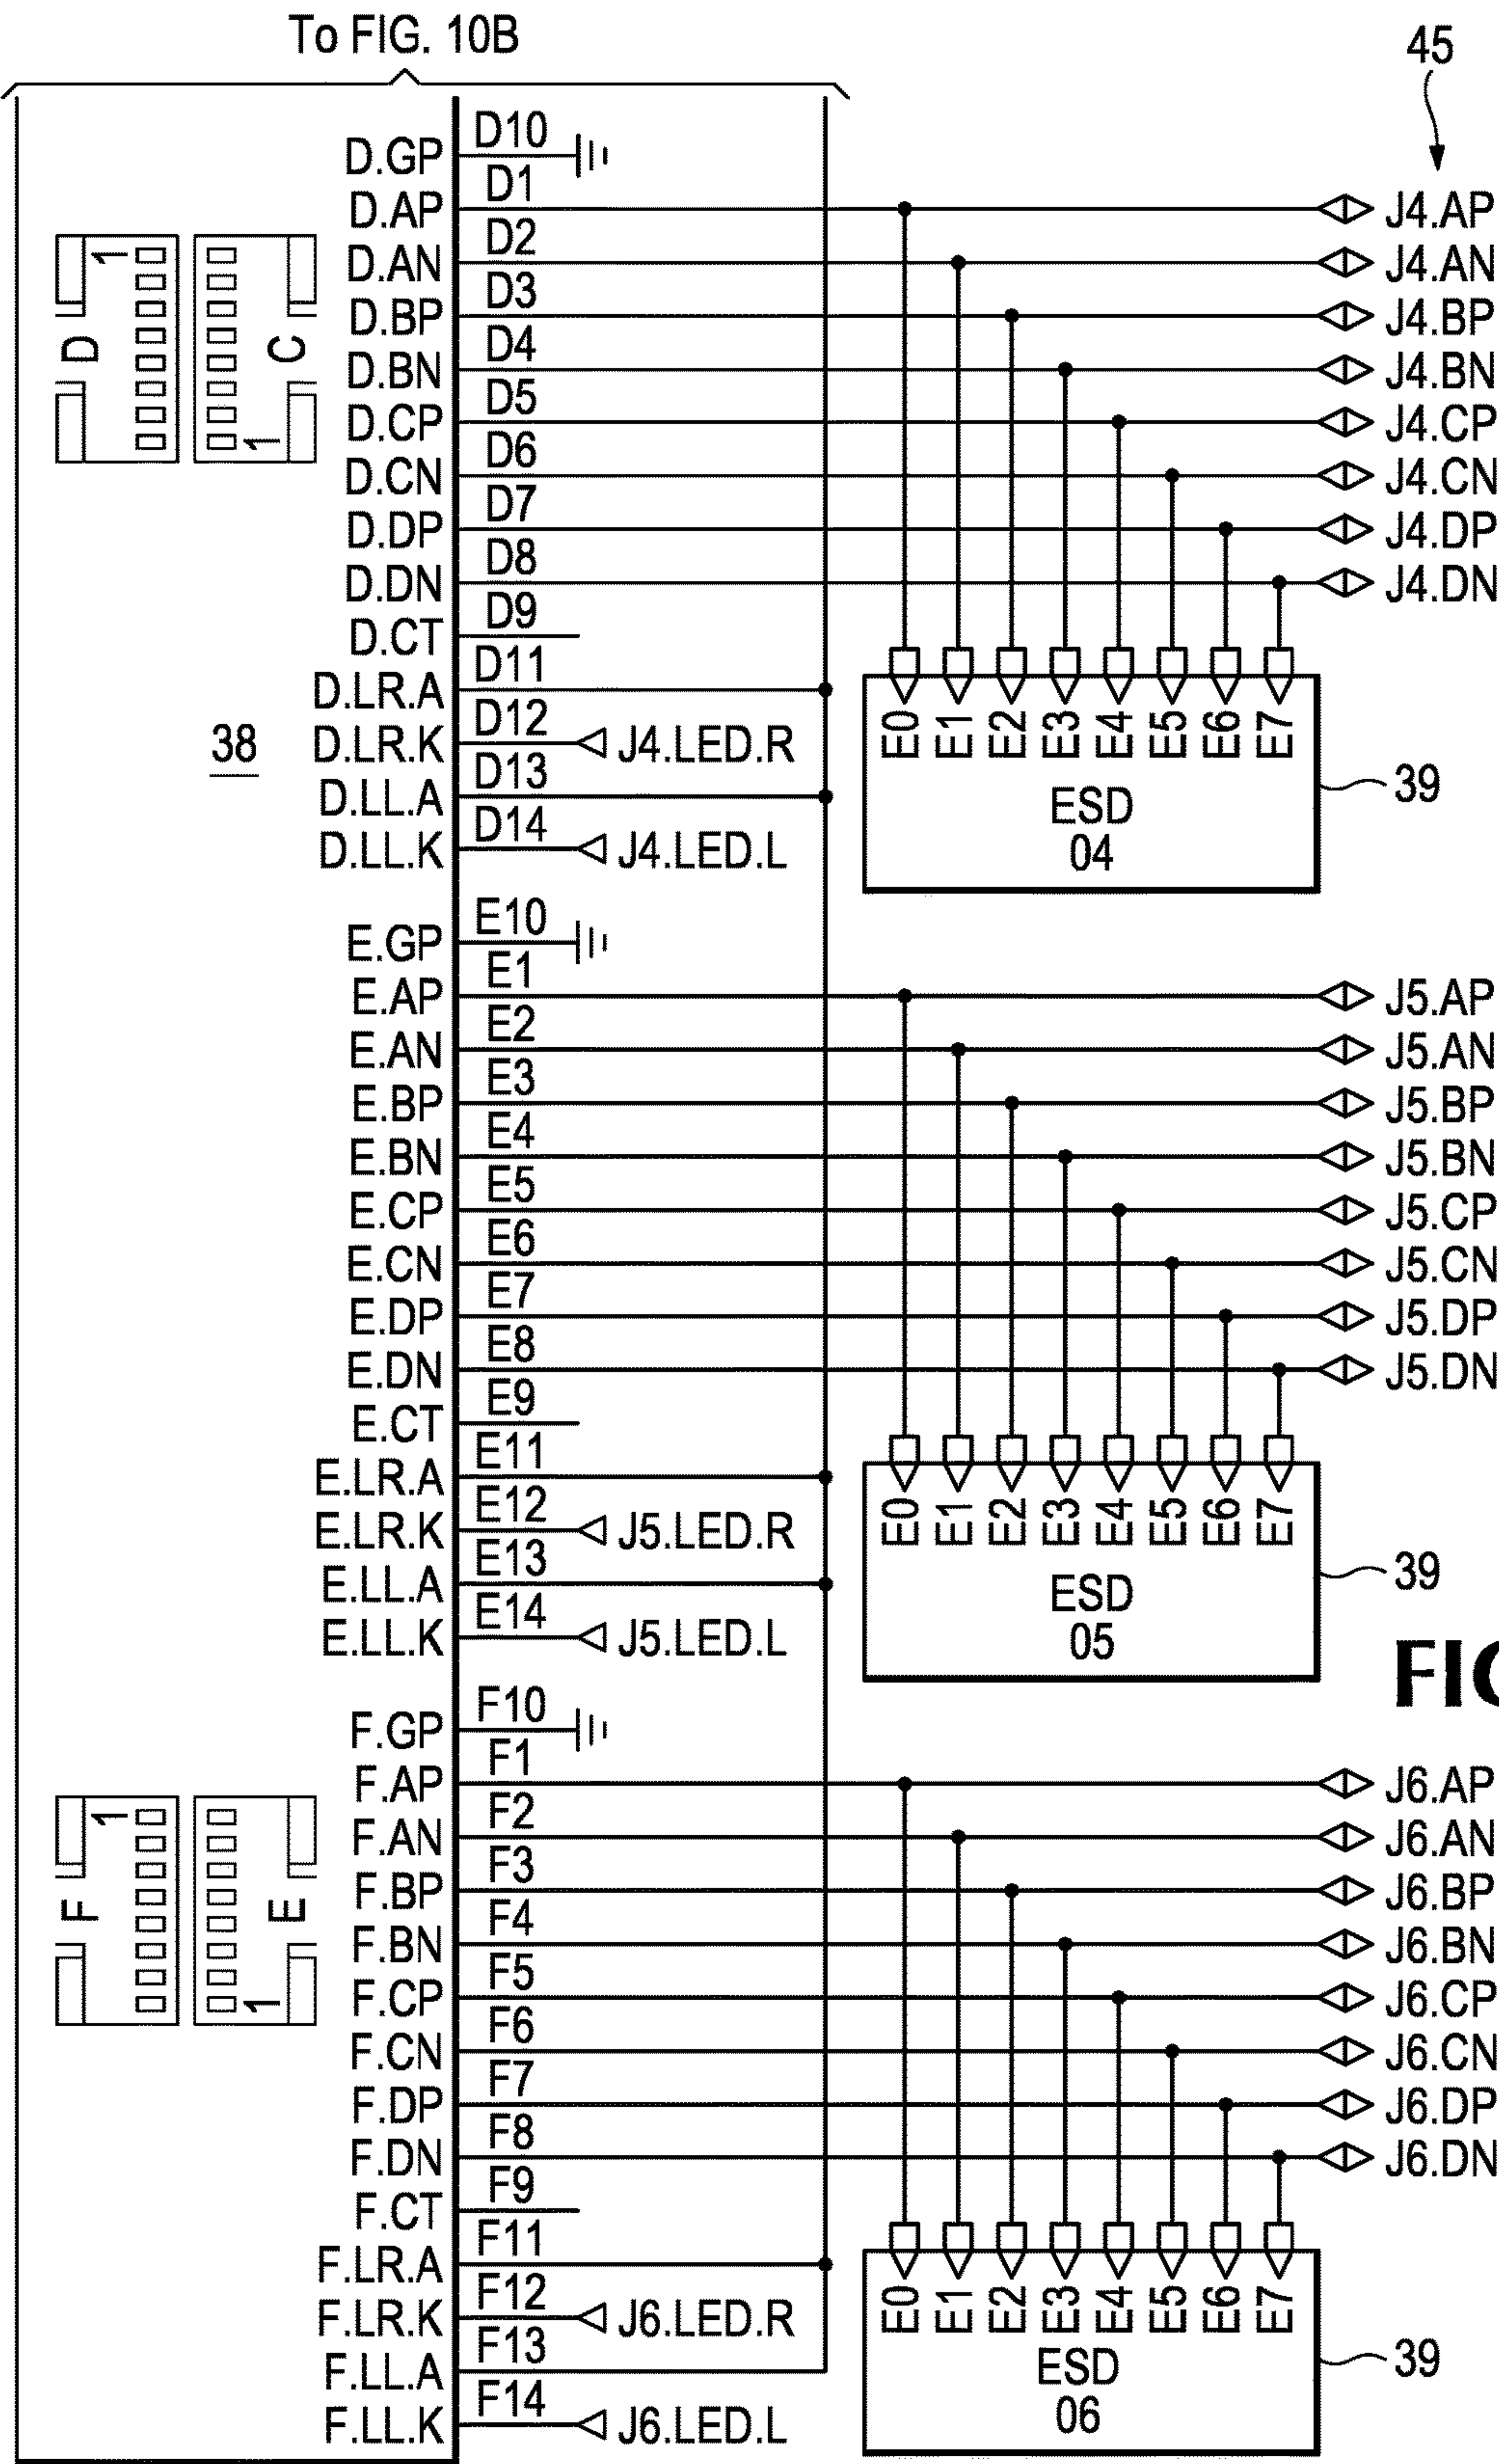 To FIG. 10B
45
D.GP D10
D.AP D1 J4.AP
D.AN D2 J4.AN
D.BP D3 J4.BP
D.BN D4 J4.BN
D.CP D5 J4.CP
D.CN D6 J4.CN
D.DP D7 J4.DP
D.DN D8 J4.DN
D.CT D9
D.LR.A D11
D.LR.K D12 J4.LED.R
D.LL.A D13
D.LL.K D14 J4.LED.L
D 1
C 1
38
E0 E1 E2 E3 E4 E5 E6 E7
ESD
04
39
E.GP E10
E.AP E1 J5.AP
E.AN E2 J5.AN
E.BP E3 J5.BP
E.BN E4 J5.BN
E.CP E5 J5.CP
E.CN E6 J5.CN
E.DP E7 J5.DP
E.DN E8 J5.DN
E.CT E9
E.LR.A E11
E.LR.K E12 J5.LED.R
E.LL.A E13
E.LL.K E14 J5.LED.L
E0 E1 E2 E3 E4 E5 E6 E7
ESD
05
39
F.GP F10
F.AP F1 J6.AP
F.AN F2 J6.AN
F.BP F3 J6.BP
F.BN F4 J6.BN
F.CP F5 J6.CP
F.CN F6 J6.CN
F.DP F7 J6.DP
F.DN F8 J6.DN
F.CT F9
F.LR.A F11
F.LR.K F12 J6.LED.R
F.LL.A F13
F.LL.K F14 J6.LED.L
F 1
E 1
E0 E1 E2 E3 E4 E5 E6 E7
ESD
06
39